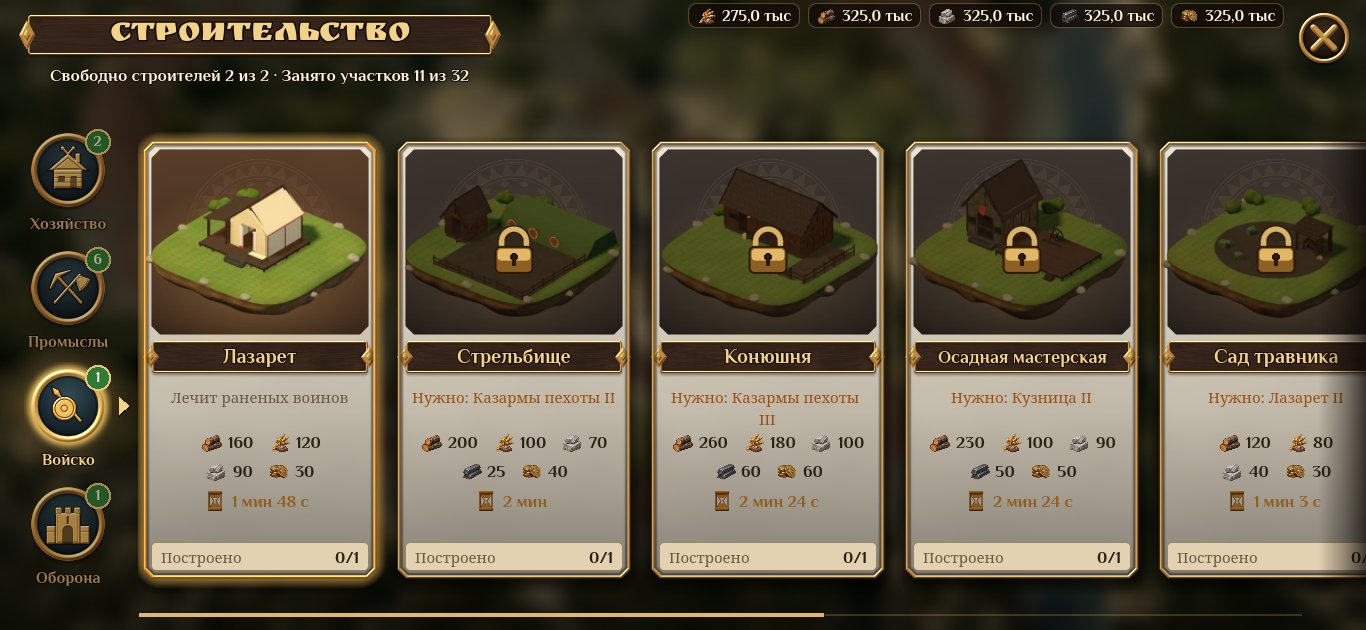 СТРОИТЕЛЬСТВО
275,0 тыс 325,0 тыс 325,0 тыс 325,0 тыс 325,0 тыс
Свободно строителей 2 из 2 · Занято участков 11 из 32
2
Хозяйство
6
Промыслы
1
Войско
1
Оборона
Лазарет
Лечит раненых воинов
160 120
90 30
1 мин 48 с
Построено 0/1
Стрельбище
Нужно: Казармы пехоты II
200 100 70
25 40
2 мин
Построено 0/1
Конюшня
Нужно: Казармы пехоты
III
260 180 100
60 60
2 мин 24 с
Построено 0/1
Осадная мастерская
Нужно: Кузница II
230 100 90
50 50
2 мин 24 с
Построено 0/1
Сад травника
Нужно: Лазарет II
120 80
40 30
1 мин 3 с
Построено 0/